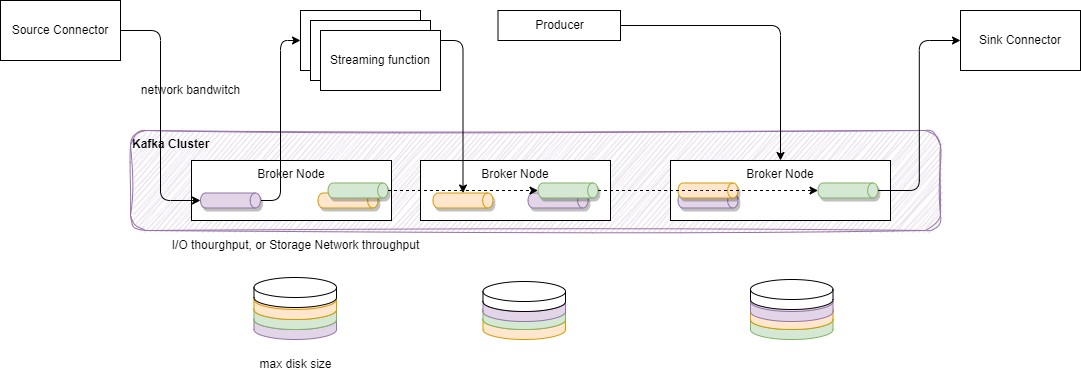 Source Connector
Streaming function
Producer
Sink Connector
network bandwitch
Kafka Cluster
Broker Node
Broker Node
Broker Node
I/O thourghput, or Storage Network throughput
max disk size